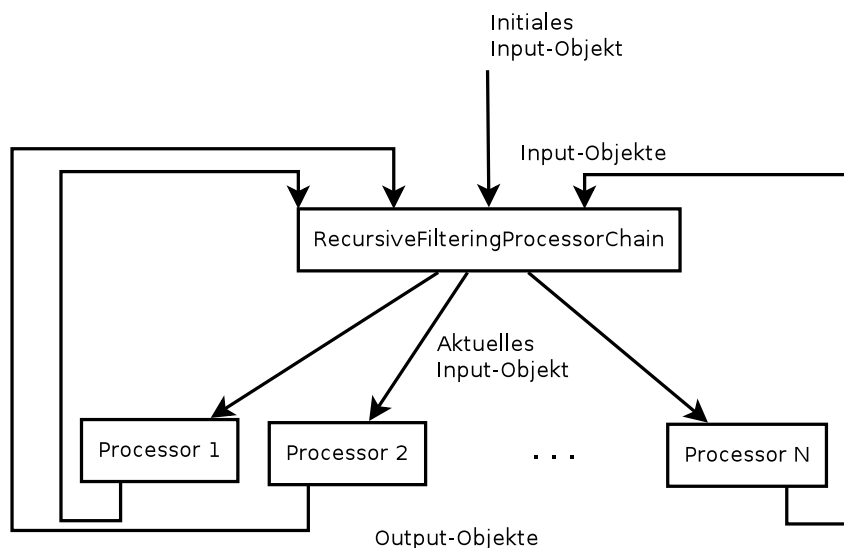 Initiales
Input-Objekt
Input-Objekte
RecursiveFilteringProcessorChain
Aktuelles
Input-Objekt
Processor 1
Processor 2
. . .
Processor N
Output-Objekte